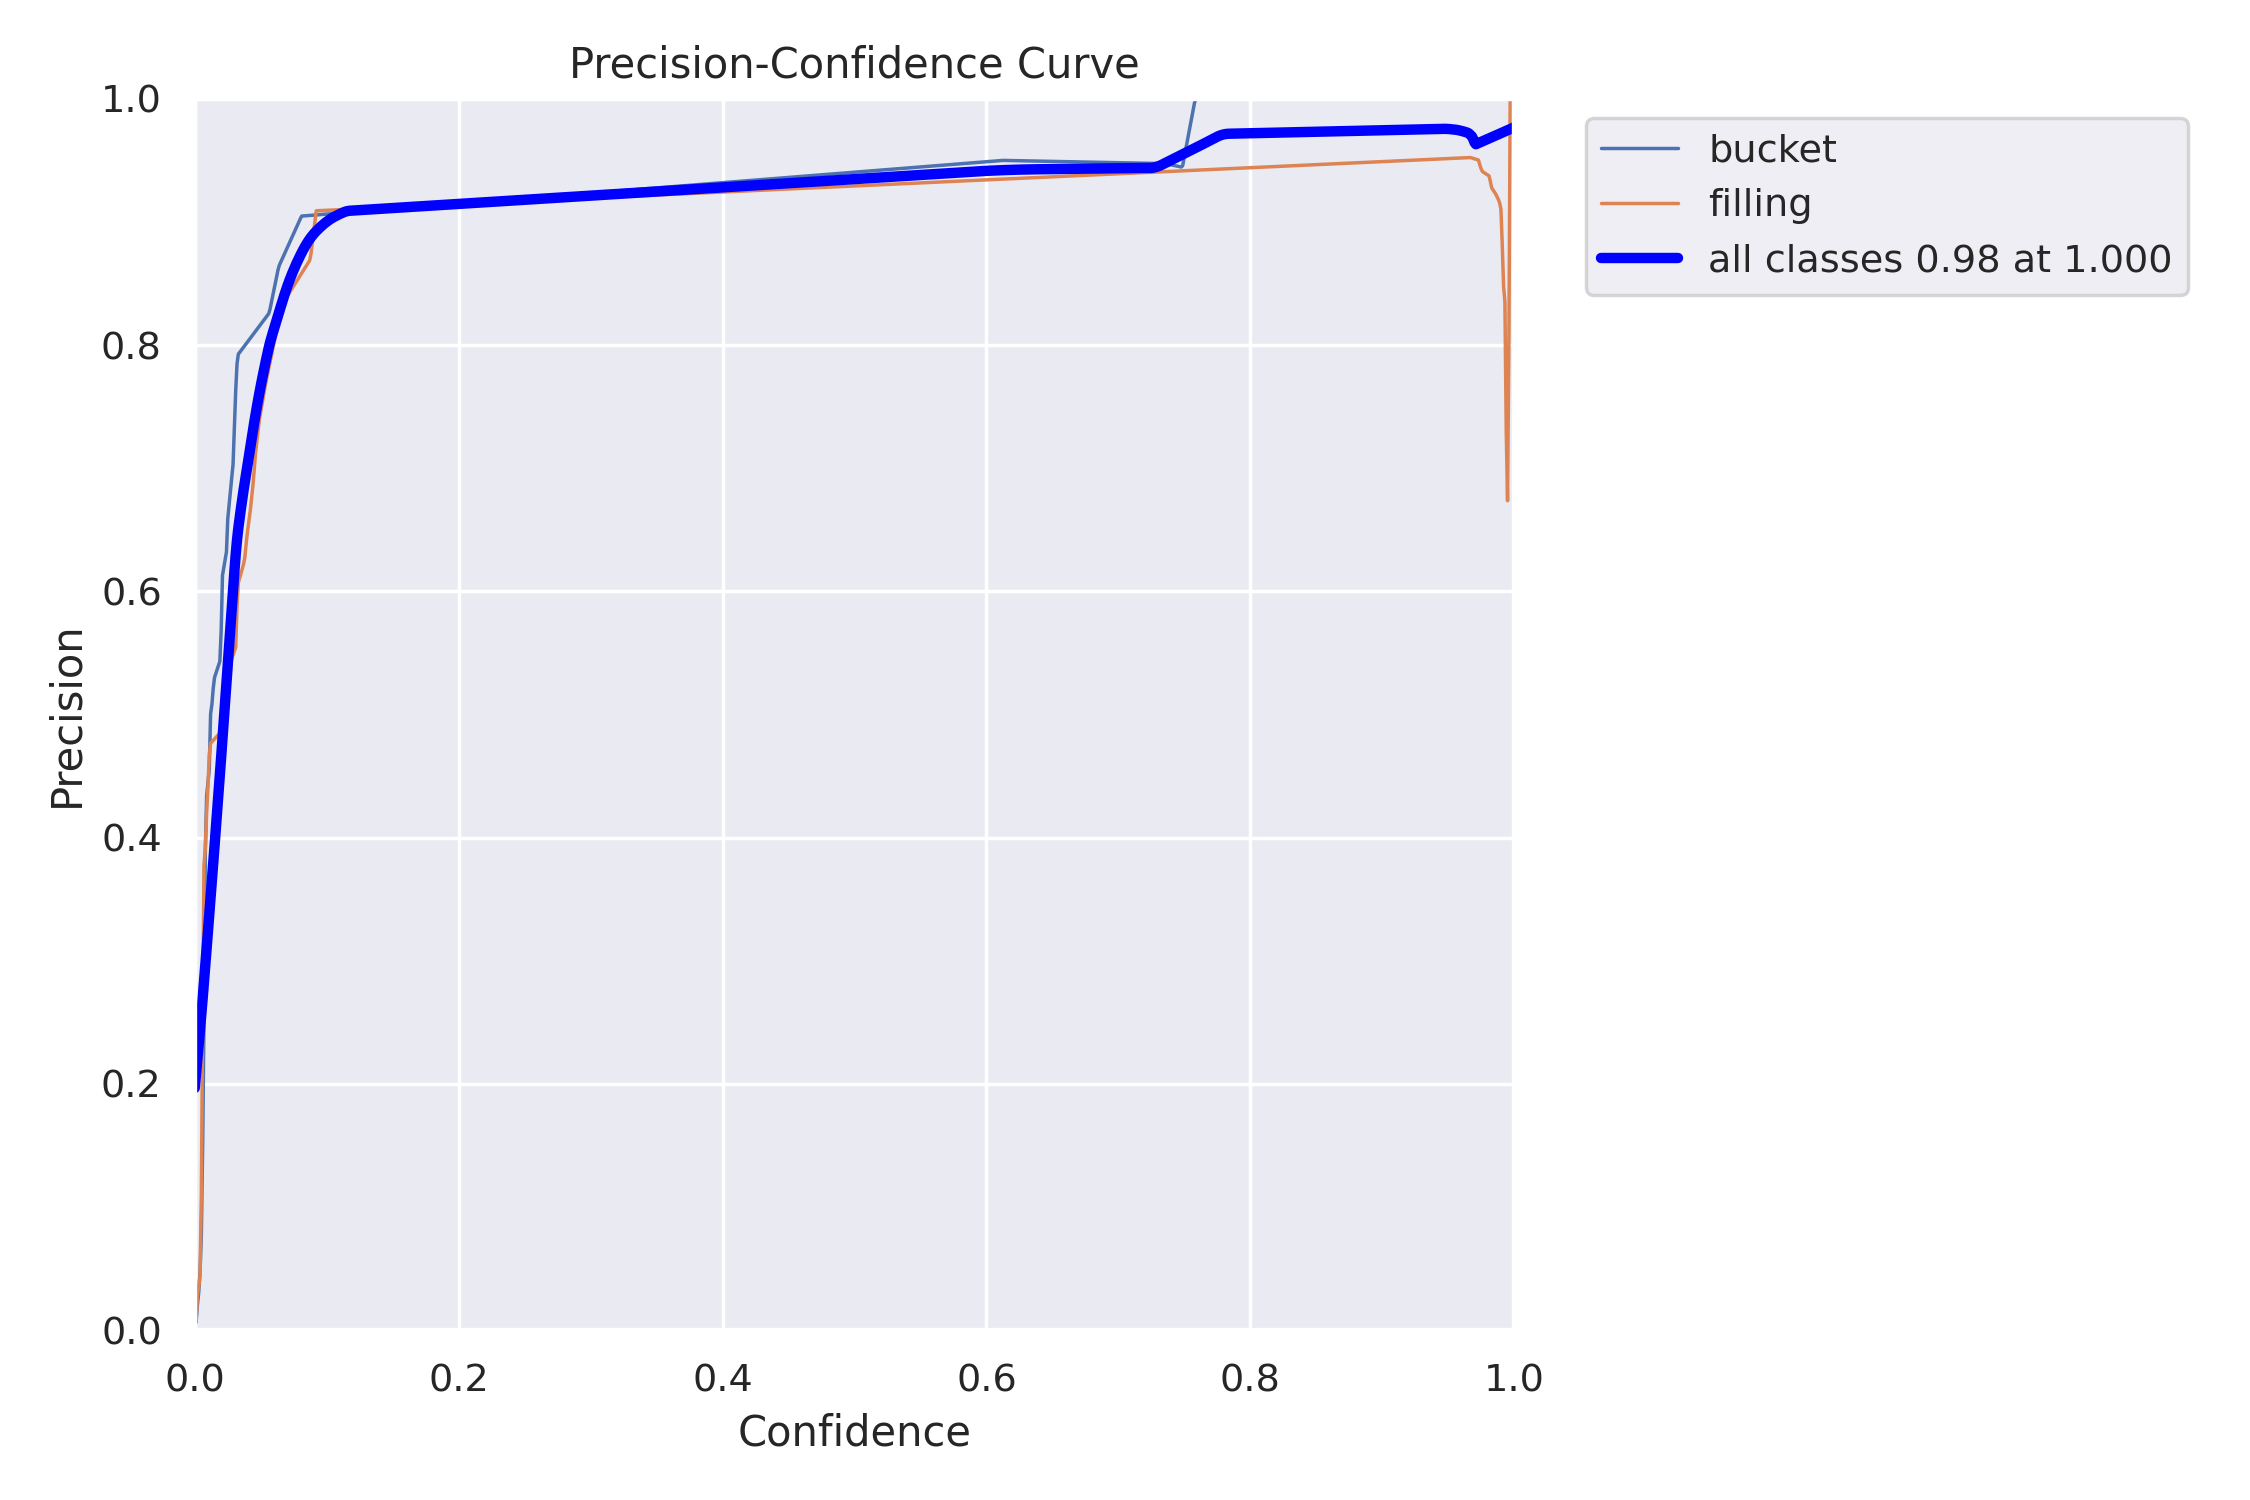 Precision-Confidence Curve
1.0
0.8
0.6
0.4
0.2
0.0
Precision
0.0 0.2 0.4 0.6 0.8 1.0
Confidence
bucket
filling
all classes 0.98 at 1.000